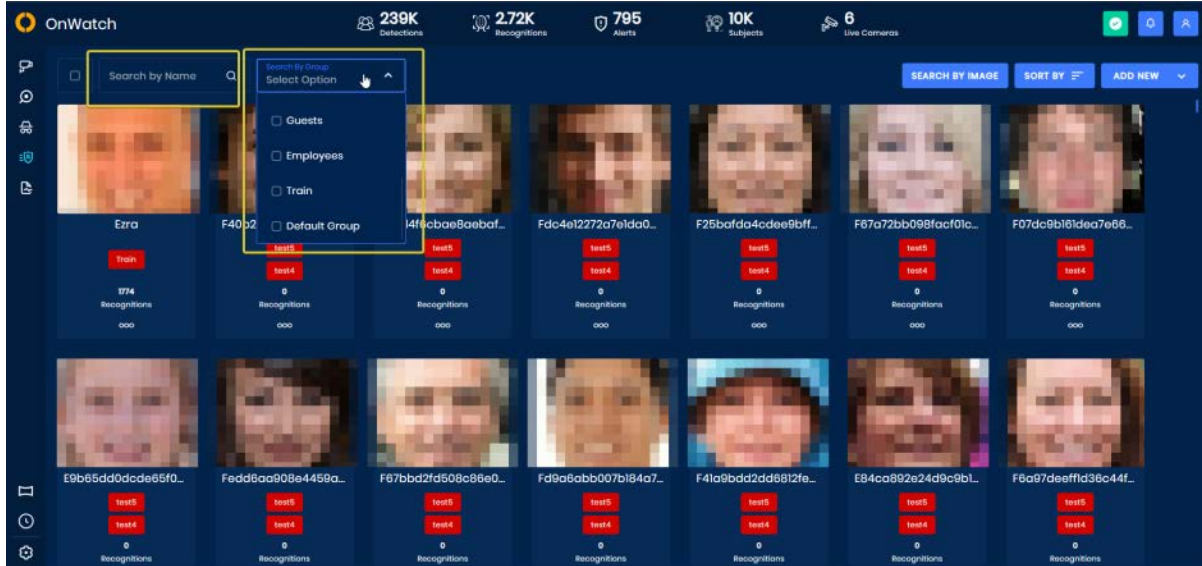 OnWatch
239K
Detections
2.72K
Recognitions
795
Alerts
10K
Subjects
6
Live Cameras
Search by Name
Search By Group
Select Option
SEARCH BY IMAGE
SORT BY
ADD NEW
Guests
Employees
Train
Default Group
Ezra
F25bafda4cdee9bff...
F67a72bb098facf01c...
F07dc9b161dea7e66...
Train
test5
test5
test5
test5
test5
test5
test4
test4
test4
test4
test4
test4
1774
0
0
0
0
0
0
Recognitions
Recognitions
Recognitions
Recognitions
Recognitions
Recognitions
Recognitions
E9b65dd0dcde65f0...
Fedd6aa908e4459a...
F67bbd2fd508c86e0...
Fd9a6abb007b184a7...
F41a9bdd2dd6812fe...
E84ca892e24d9c9b1...
F6a97deeff1d36c44f...
test5
test5
test5
test5
test5
test5
test5
test4
test4
test4
test4
test4
test4
test4
0
0
0
0
0
0
0
Recognitions
Recognitions
Recognitions
Recognitions
Recognitions
Recognitions
Recognitions